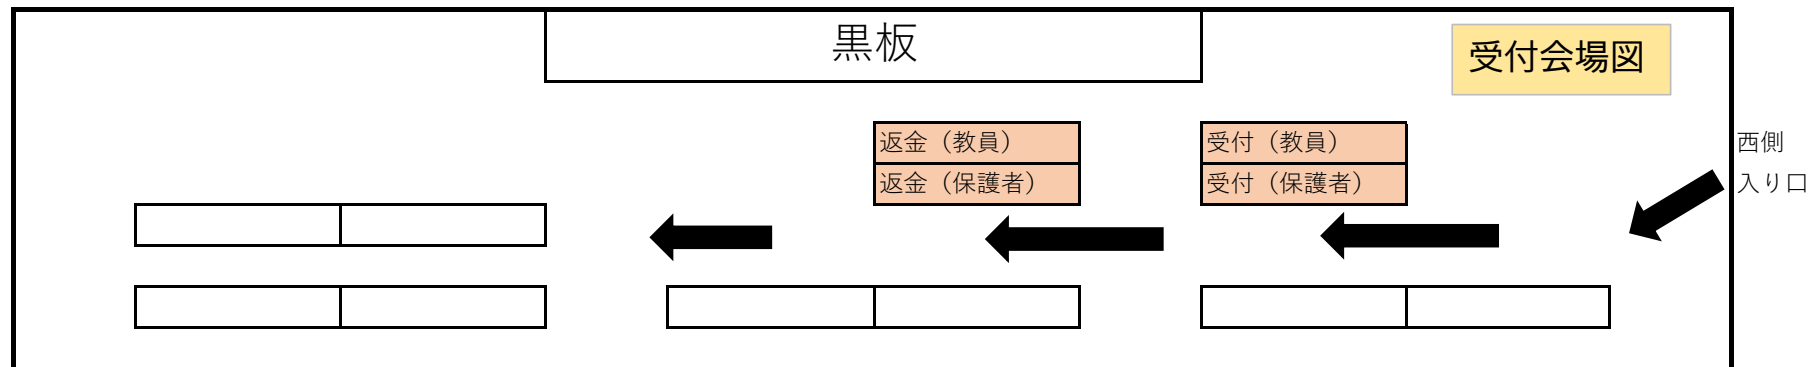 黒板
受付会場図
返金（教員）
返金（保護者）
受付（教員）
受付（保護者）
西側
入り口